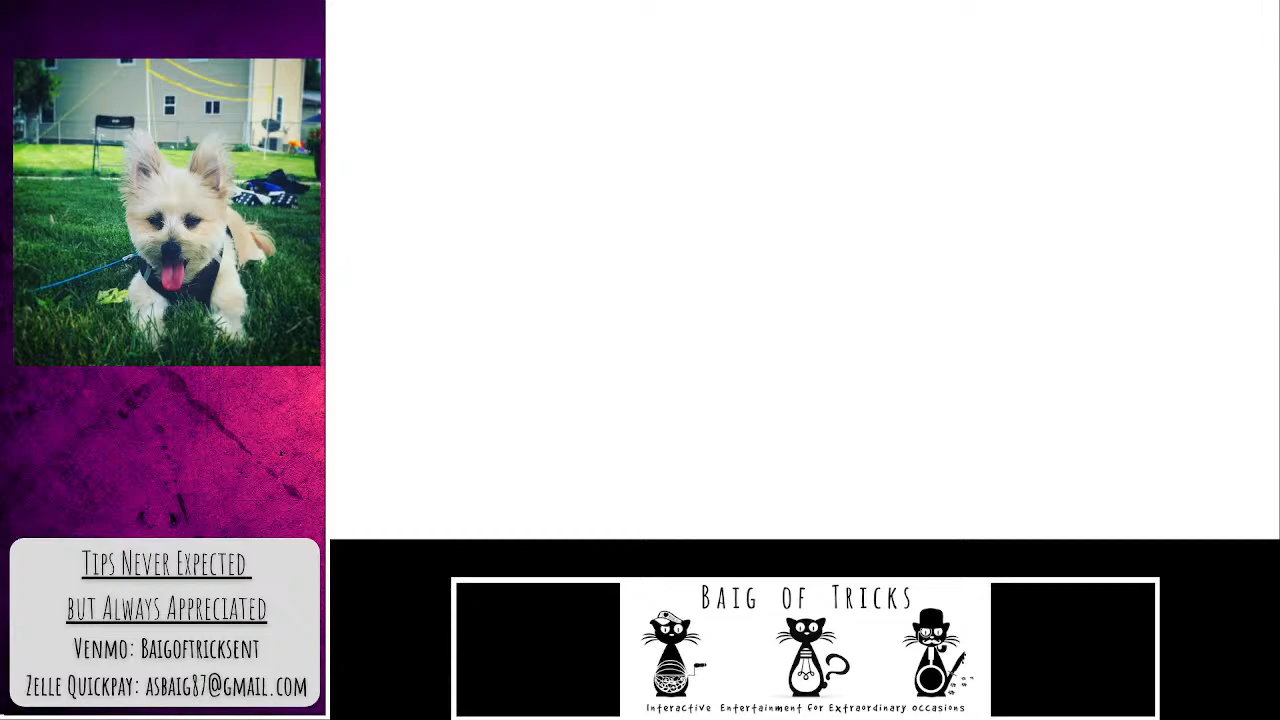 Tips Never Expected
but Always Appreciated
Venmo: Baigoftricksent
Zelle Quickpay: asbaig87@gmail.com
Baig of Tricks
Interactive Entertainment for Extraordinary Occasions